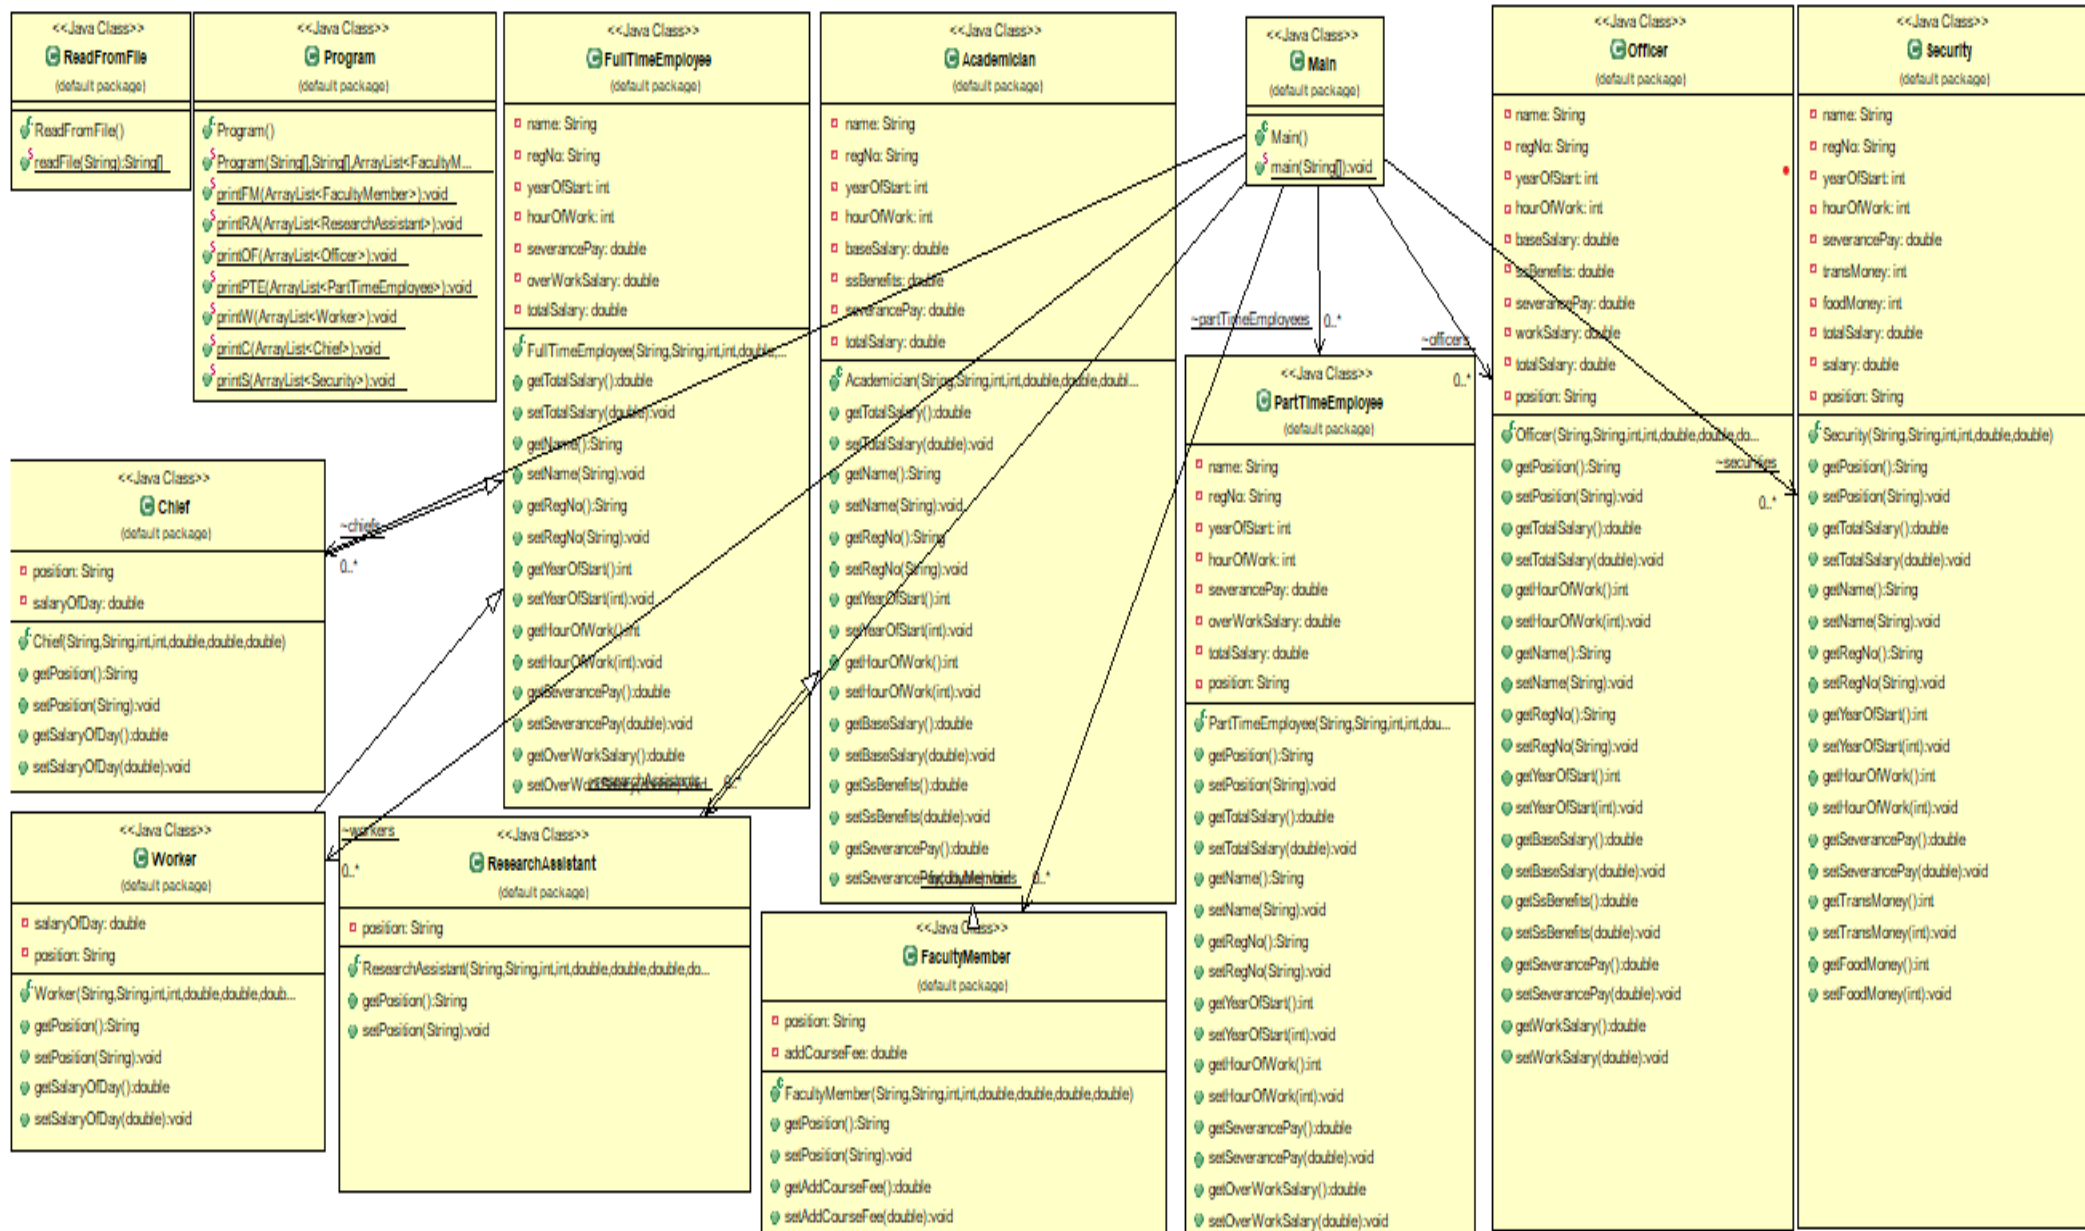 <<Java Class>>
ReadFromFile
(default package)
ReadFromFile()
readFile(String):String[]
<<Java Class>>
Program
(default package)
Program()
Program(String[],String[],ArrayList<FacultyM...
printFM(ArrayList<FacultyMember>):void
printRA(ArrayList<ResearchAssistant>):void
printOF(ArrayList<Officer>):void
printPTE(ArrayList<PartTimeEmployee>):void
printW(ArrayList<Worker>):void
printC(ArrayList<Chief>):void
printS(ArrayList<Security>):void
<<Java Class>>
FullTimeEmployee
(default package)
name: String
regNo: String
yearOfStart: int
hourOfWork: int
severancePay: double
overWorkSalary: double
totalSalary: double
FullTimeEmployee(String,String,int,int,double,...
getTotalSalary():double
setTotalSalary(double):void
getName():String
setName(String):void
getRegNo():String
setRegNo(String):void
getYearOfStart():int
setYearOfStart(int):void
getHourOfWork():int
setHourOfWork(int):void
getSeverancePay():double
setSeverancePay(double):void
getOverWorkSalary():double
setOverWorkSalary(double):void
<<Java Class>>
Academician
(default package)
name: String
regNo: String
yearOfStart: int
hourOfWork: int
baseSalary: double
ssBenefits: double
severancePay: double
totalSalary: double
Academician(String,String,int,int,double,double,doubl...
getTotalSalary():double
setTotalSalary(double):void
getName():String
setName(String):void
getRegNo():String
setRegNo(String):void
getYearOfStart():int
setYearOfStart(int):void
getHourOfWork():int
setHourOfWork(int):void
getBaseSalary():double
setBaseSalary(double):void
getSsBenefits():double
setSsBenefits(double):void
getSeverancePay():double
setSeverancePay(double):void
<<Java Class>>
Main
(default package)
Main()
main(String[]):void
~partTimeEmployees
0..*
~officers
0..*
~securities
0..*
~chiefs
0..*
~workers
0..*
~researchAssistants
0..*
~facultyMembers
0..*
<<Java Class>>
Officer
(default package)
name: String
regNo: String
yearOfStart: int
hourOfWork: int
baseSalary: double
ssBenefits: double
severancePay: double
workSalary: double
totalSalary: double
position: String
Officer(String,String,int,int,double,double,do...
getPosition():String
setPosition(String):void
getTotalSalary():double
setTotalSalary(double):void
getHourOfWork():int
setHourOfWork(int):void
getName():String
setName(String):void
getRegNo():String
setRegNo(String):void
getYearOfStart():int
setYearOfStart(int):void
getBaseSalary():double
setBaseSalary(double):void
getSsBenefits():double
setSsBenefits(double):void
getSeverancePay():double
setSeverancePay(double):void
getWorkSalary():double
setWorkSalary(double):void
<<Java Class>>
Security
(default package)
name: String
regNo: String
yearOfStart: int
hourOfWork: int
severancePay: double
transMoney: int
foodMoney: int
totalSalary: double
salary: double
position: String
Security(String,String,int,int,double,double)
getPosition():String
setPosition(String):void
getTotalSalary():double
setTotalSalary(double):void
getName():String
setName(String):void
getRegNo():String
setRegNo(String):void
getYearOfStart():int
setYearOfStart(int):void
getHourOfWork():int
setHourOfWork(int):void
getSeverancePay():double
setSeverancePay(double):void
getTransMoney():int
setTransMoney(int):void
getFoodMoney():int
setFoodMoney(int):void
<<Java Class>>
Chief
(default package)
position: String
salaryOfDay: double
Chief(String,String,int,int,double,double,double)
getPosition():String
setPosition(String):void
getSalaryOfDay():double
setSalaryOfDay(double):void
<<Java Class>>
PartTimeEmployee
(default package)
name: String
regNo: String
yearOfStart: int
hourOfWork: int
severancePay: double
overWorkSalary: double
totalSalary: double
position: String
PartTimeEmployee(String,String,int,int,dou...
getPosition():String
setPosition(String):void
getTotalSalary():double
setTotalSalary(double):void
getName():String
setName(String):void
getRegNo():String
setRegNo(String):void
getYearOfStart():int
setYearOfStart(int):void
getHourOfWork():int
setHourOfWork(int):void
getSeverancePay():double
setSeverancePay(double):void
getOverWorkSalary():double
setOverWorkSalary(double):void
<<Java Class>>
Worker
(default package)
salaryOfDay: double
position: String
Worker(String,String,int,int,double,double,doub...
getPosition():String
setPosition(String):void
getSalaryOfDay():double
setSalaryOfDay(double):void
<<Java Class>>
ResearchAssistant
(default package)
position: String
ResearchAssistant(String,String,int,int,double,double,double,do...
getPosition():String
setPosition(String):void
<<Java Class>>
FacultyMember
(default package)
position: String
addCourseFee: double
FacultyMember(String,String,int,int,double,double,double,double)
getPosition():String
setPosition(String):void
getAddCourseFee():double
setAddCourseFee(double):void